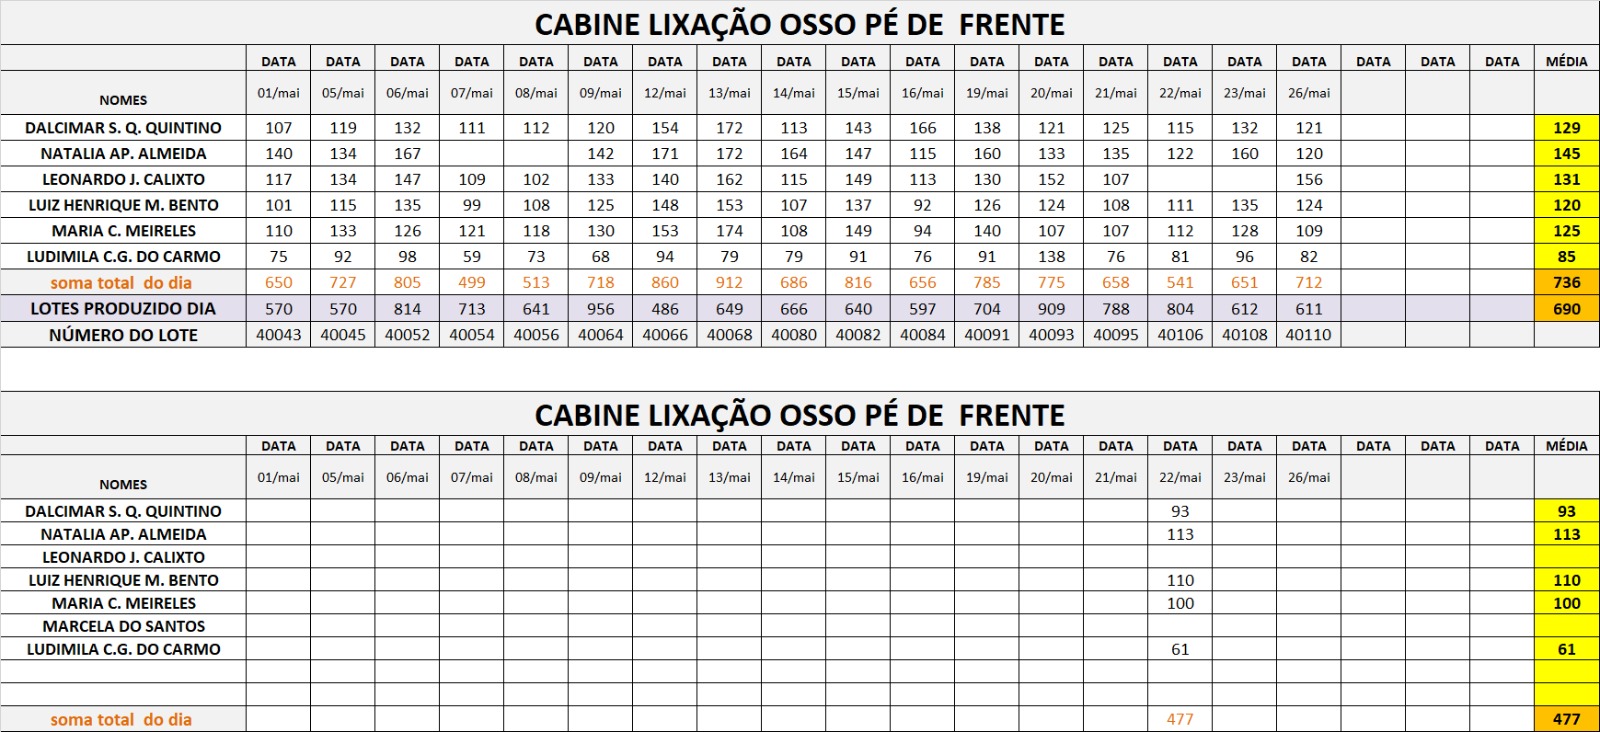 CABINE LIXAÇÃO OSSO PÉ DE FRENTE
DATA DATA DATA DATA DATA DATA DATA DATA DATA DATA DATA DATA DATA DATA DATA DATA DATA DATA DATA DATA MÉDIA
NOMES 01/mai 05/mai 06/mai 07/mai 08/mai 09/mai 12/mai 13/mai 14/mai 15/mai 16/mai 19/mai 20/mai 21/mai 22/mai 23/mai 26/mai
DALCIMAR S. Q. QUINTINO 107 119 132 111 112 120 154 172 113 143 166 138 121 125 115 132 121 129
NATALIA AP. ALMEIDA 140 134 167 142 171 172 164 147 115 160 133 135 122 160 120 145
LEONARDO J. CALIXTO 117 134 147 109 102 133 140 162 115 149 113 130 152 107 156 131
LUIZ HENRIQUE M. BENTO 101 115 135 99 108 125 148 153 107 137 92 126 124 108 111 135 124 120
MARIA C. MEIRELES 110 133 126 121 118 130 153 174 108 149 94 140 107 107 112 128 109 125
LUDIMILA C.G. DO CARMO 75 92 98 59 73 68 94 79 79 91 76 91 138 76 81 96 82 85
soma total do dia 650 727 805 499 513 718 860 912 686 816 656 785 775 658 541 651 712 736
LOTES PRODUZIDO DIA 570 570 814 713 641 956 486 649 666 640 597 704 909 788 804 612 611 690
NÚMERO DO LOTE 40043 40045 40052 40054 40056 40064 40066 40068 40080 40082 40084 40091 40093 40095 40106 40108 40110
CABINE LIXAÇÃO OSSO PÉ DE FRENTE
DATA DATA DATA DATA DATA DATA DATA DATA DATA DATA DATA DATA DATA DATA DATA DATA DATA DATA DATA DATA MÉDIA
NOMES 01/mai 05/mai 06/mai 07/mai 08/mai 09/mai 12/mai 13/mai 14/mai 15/mai 16/mai 19/mai 20/mai 21/mai 22/mai 23/mai 26/mai
DALCIMAR S. Q. QUINTINO 93 93
NATALIA AP. ALMEIDA 113 113
LEONARDO J. CALIXTO
LUIZ HENRIQUE M. BENTO 110 110
MARIA C. MEIRELES 100 100
MARCELA DO SANTOS
LUDIMILA C.G. DO CARMO 61 61
soma total do dia 477 477